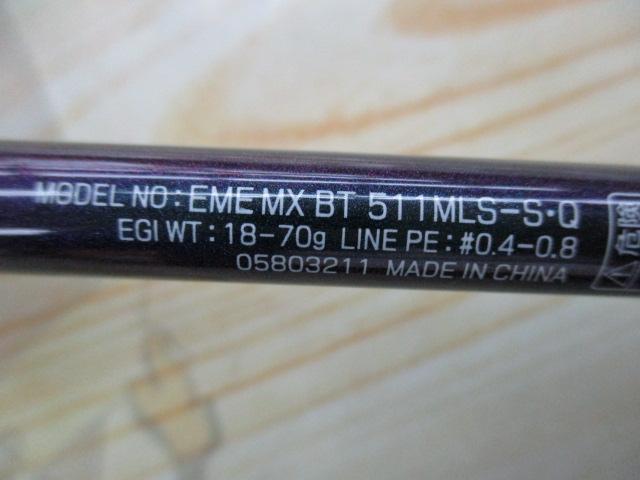 MODEL NO:EME MX BT 511MLS-S·Q
EGI WT:18-70g LINE PE:#0.4-0.8
05803211 MADE IN CHINA
危